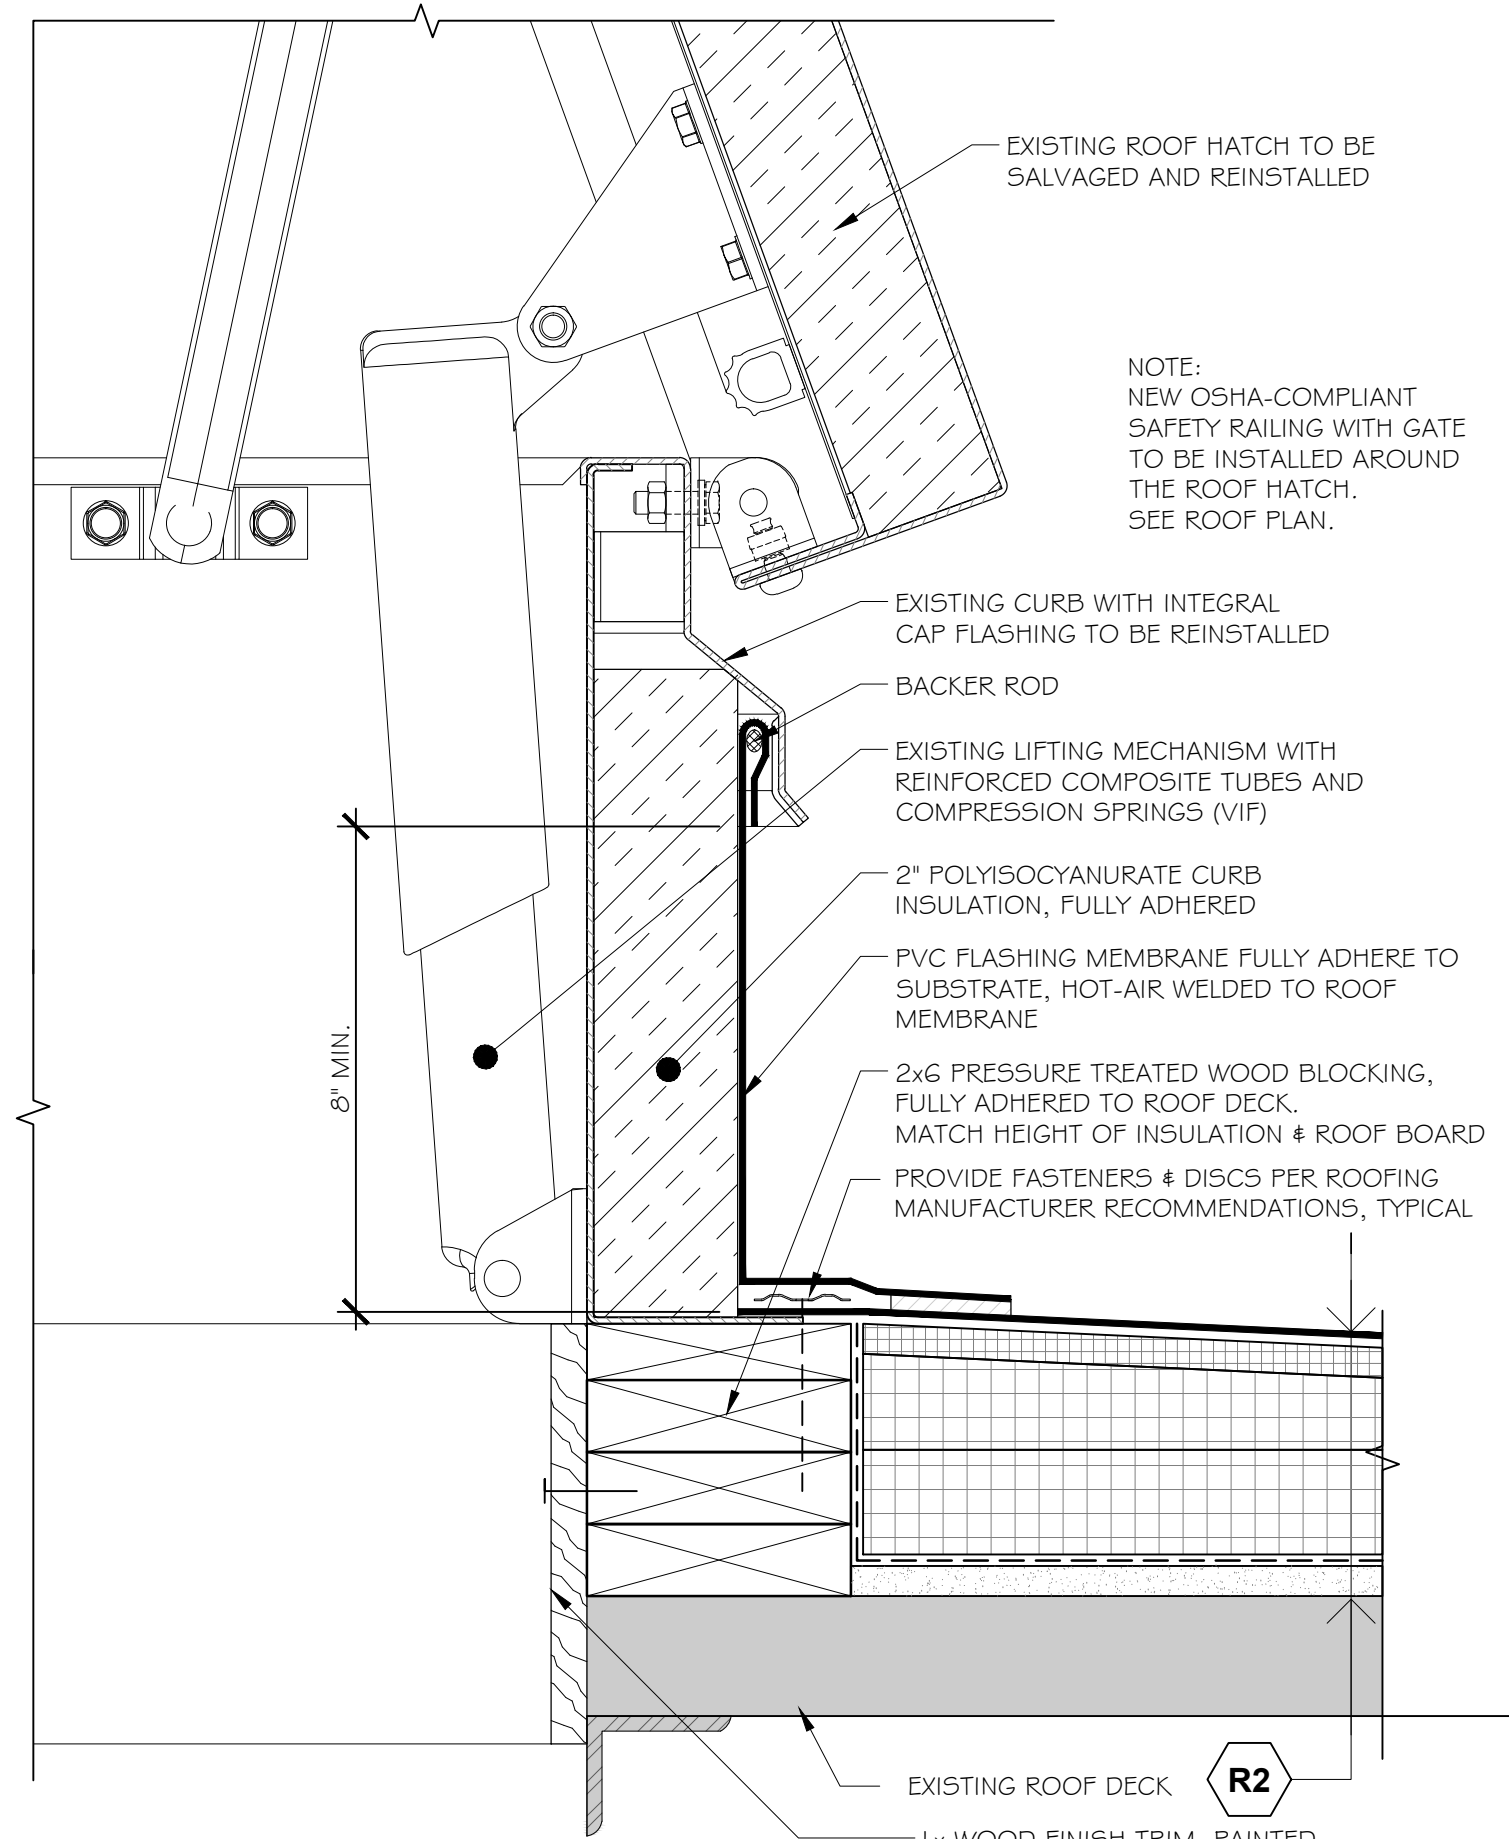 EXISTING ROOF HATCH TO BE
SALVAGED AND REINSTALLED
NOTE:
NEW OSHA-COMPLIANT
SAFETY RAILING WITH GATE
TO BE INSTALLED AROUND
THE ROOF HATCH.
SEE ROOF PLAN.
EXISTING CURB WITH INTEGRAL
CAP FLASHING TO BE REINSTALLED
BACKER ROD
EXISTING LIFTING MECHANISM WITH
REINFORCED COMPOSITE TUBES AND
COMPRESSION SPRINGS (VIF)
2" POLYISOCYANURATE CURB
INSULATION, FULLY ADHERED
PVC FLASHING MEMBRANE FULLY ADHERE TO
SUBSTRATE, HOT-AIR WELDED TO ROOF
MEMBRANE
8" MIN.
2x6 PRESSURE TREATED WOOD BLOCKING,
FULLY ADHERED TO ROOF DECK.
MATCH HEIGHT OF INSULATION & ROOF BOARD
PROVIDE FASTENERS & DISCS PER ROOFING
MANUFACTURER RECOMMENDATIONS, TYPICAL
EXISTING ROOF DECK
R2
1x WOOD FINISH TRIM, PAINTED